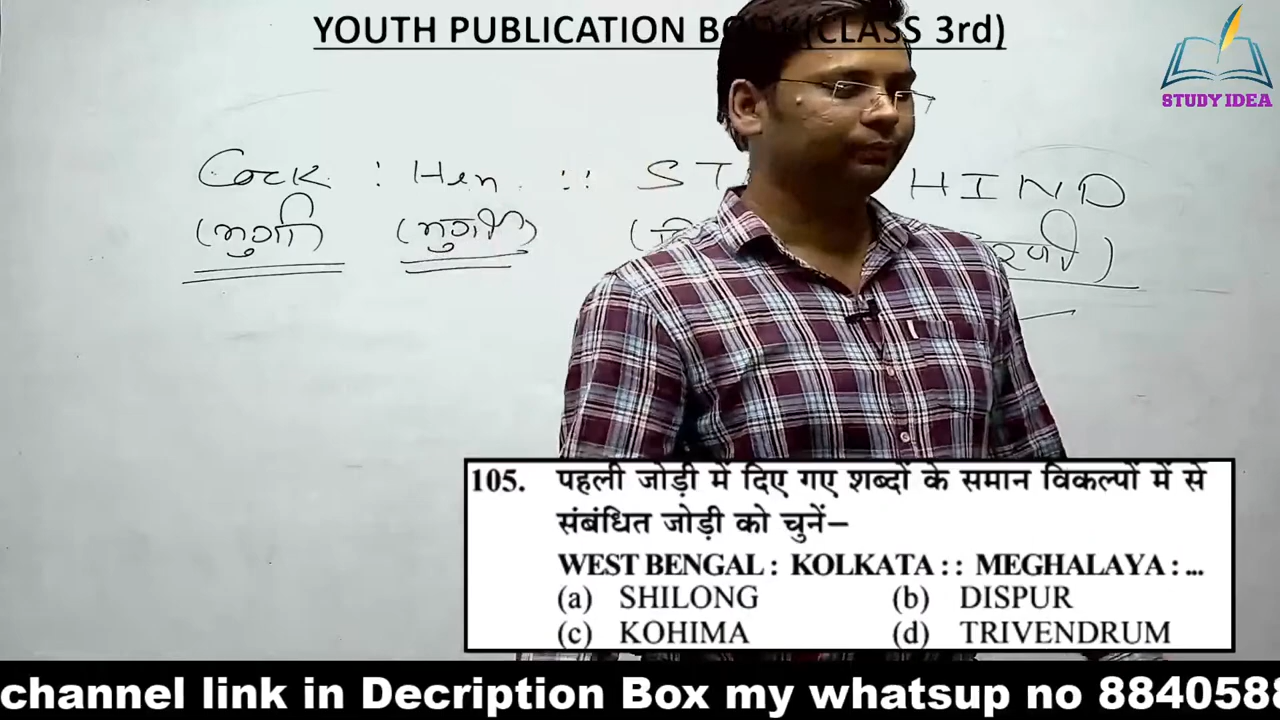 YOUTH PUBLICATION BOOK(CLASS 3rd)
STUDY IDEA
Cock : Hen :: ST HIND
(मुर्गा) (मुर्गी)
105. पहली जोड़ी में दिए गए शब्दों के समान विकल्पों में से
संबंधित जोड़ी को चुनें–
WEST BENGAL : KOLKATA : : MEGHALAYA : ...
(a) SHILONG (b) DISPUR
(c) KOHIMA (d) TRIVENDRUM
channel link in Decription Box my whatsup no 884058